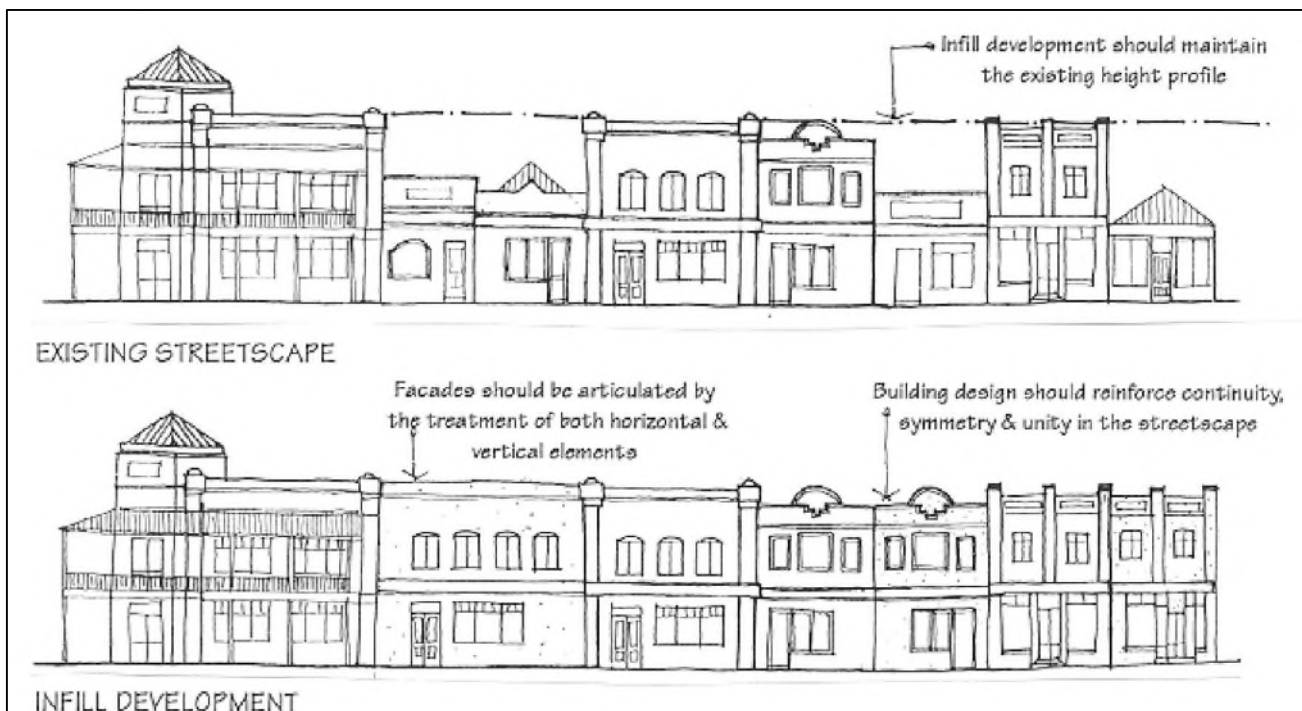 Infill development should maintain
the existing height profile
EXISTING STREETSCAPE
Facades should be articulated by
the treatment of both horizontal &
vertical elements
Building design should reinforce continuity,
symmetry & unity in the streetscape
INFILL DEVELOPMENT